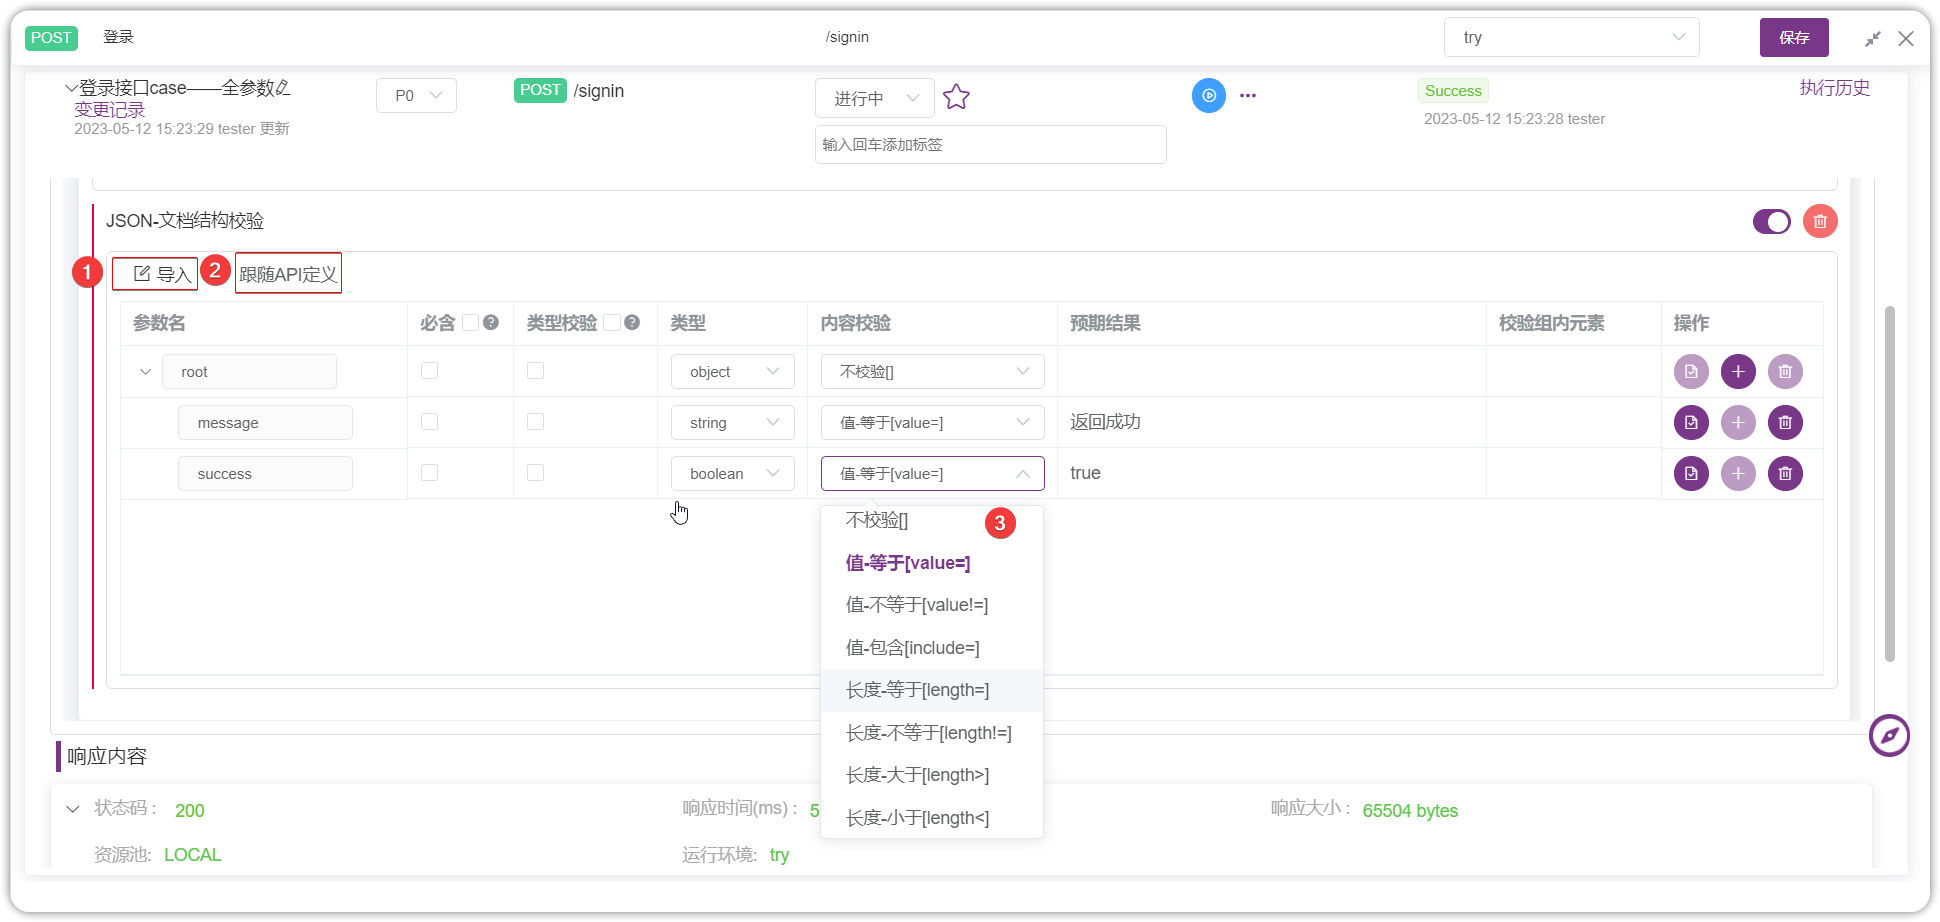 POST 登录 /signin try 保存
登录接口case——全参数 P0 POST /signin 进行中 Success 执行历史
变更记录
2023-05-12 15:23:29 tester 更新 2023-05-12 15:23:28 tester
输入回车添加标签
JSON-文档结构校验
1 导入 2 跟随API定义
参数名 必含 ? 类型校验 ? 类型 内容校验 预期结果 校验组内元素 操作
root object 不校验[]
message string 值-等于[value=] 返回成功
success boolean 值-等于[value=] true
不校验[] 3
值-等于[value=]
值-不等于[value!=]
值-包含[include=]
长度-等于[length=]
长度-不等于[length!=]
长度-大于[length>]
长度-小于[length<]
响应内容
状态码： 200 响应时间(ms)： 5 响应大小： 65504 bytes
资源池: LOCAL 运行环境: try